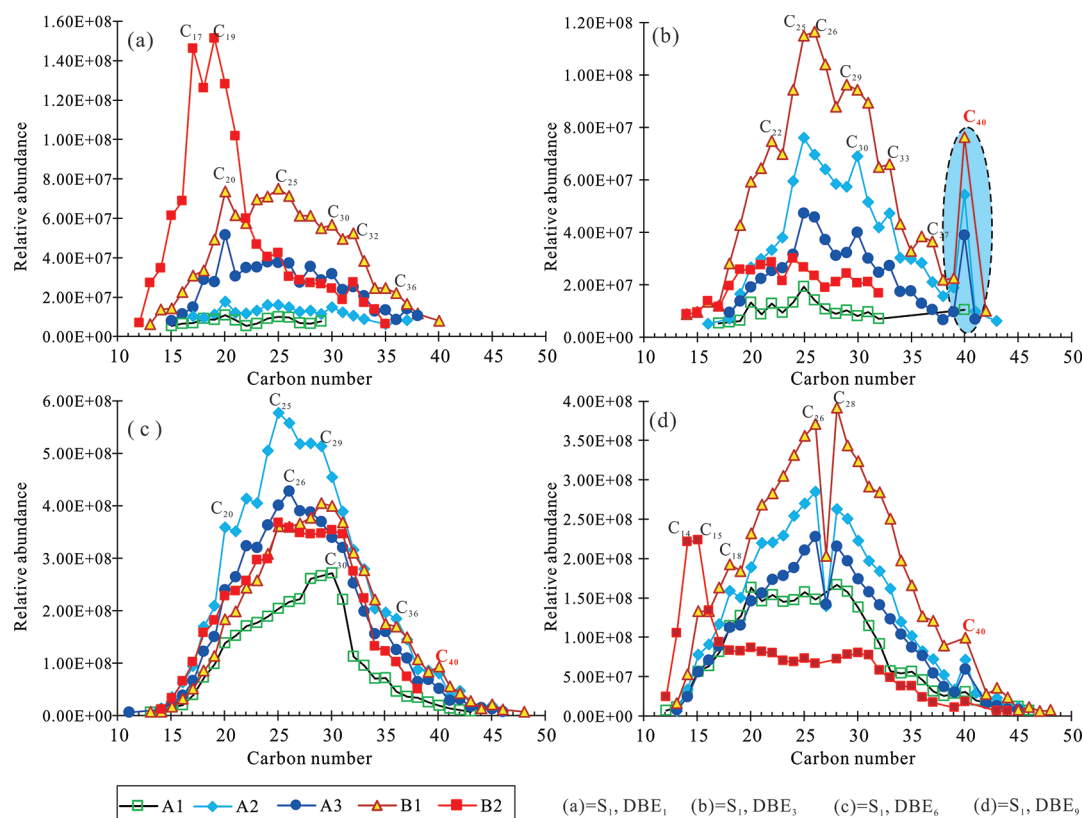 (a)
1.60E+08
1.40E+08
1.20E+08
1.00E+08
8.00E+07
6.00E+07
4.00E+07
2.00E+07
0.00E+00
Relative abundance
C₁₇ C₁₉
C₂₀ C₂₅
C₃₀
C₃₂
C₃₆
10 15 20 25 30 35 40 45 50
Carbon number
(b)
1.20E+08
1.00E+08
8.00E+07
6.00E+07
4.00E+07
2.00E+07
0.00E+00
Relative abundance
C₂₅ C₂₆
C₂₉
C₂₂
C₃₀
C₃₃
C₃₇
C₄₀
10 15 20 25 30 35 40 45 50
Carbon number
(c)
6.00E+08
5.00E+08
4.00E+08
3.00E+08
2.00E+08
1.00E+08
0.00E+00
Relative abundance
C₂₅
C₂₉
C₂₆
C₂₀
C₃₀
C₃₆
C₄₀
10 15 20 25 30 35 40 45 50
Carbon number
(d)
4.00E+08
3.50E+08
3.00E+08
2.50E+08
2.00E+08
1.50E+08
1.00E+08
5.00E+07
0.00E+00
Relative abundance
C₂₆ C₂₈
C₁₄ C₁₅
C₁₈
C₄₀
10 15 20 25 30 35 40 45 50
Carbon number
A1 A2 A3 B1 B2
(a)=S₁, DBE₁ (b)=S₁, DBE₃ (c)=S₁, DBE₆ (d)=S₁, DBE₉